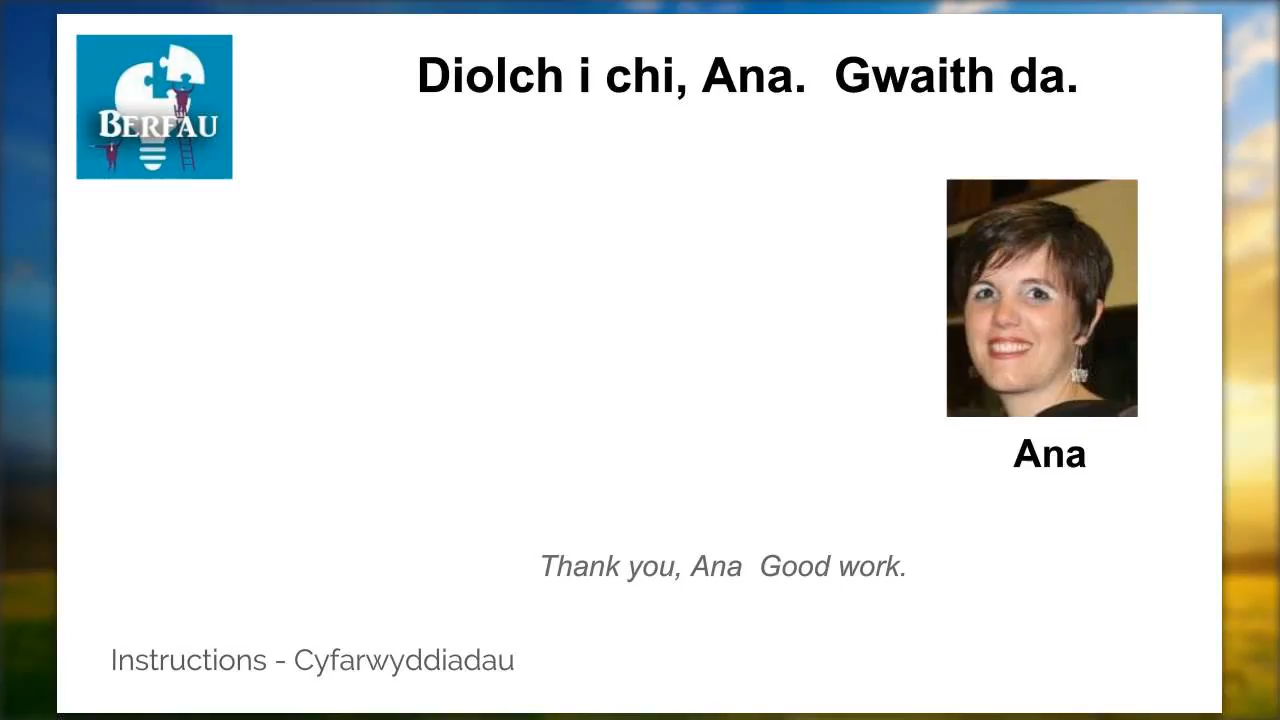 Diolch i chi, Ana.  Gwaith da.
BERFAU
Ana
Thank you, Ana  Good work.
Instructions - Cyfarwyddiadau